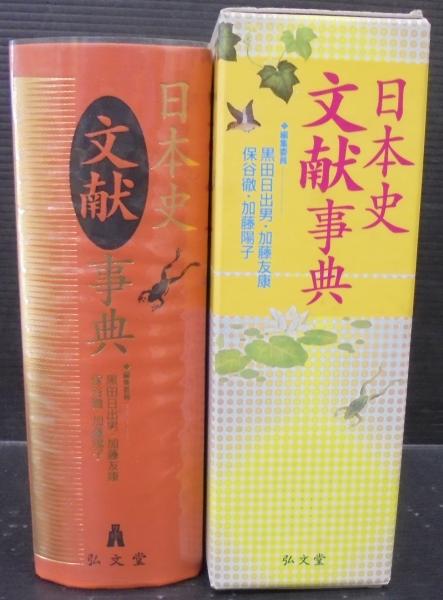 日本史
文献
事典
❖編集委員
黒田日出男・加藤友康
保谷徹・加藤陽子
弘文堂
日本史
文献事典
❖編集委員
黒田日出男・加藤友康
保谷徹・加藤陽子
弘文堂